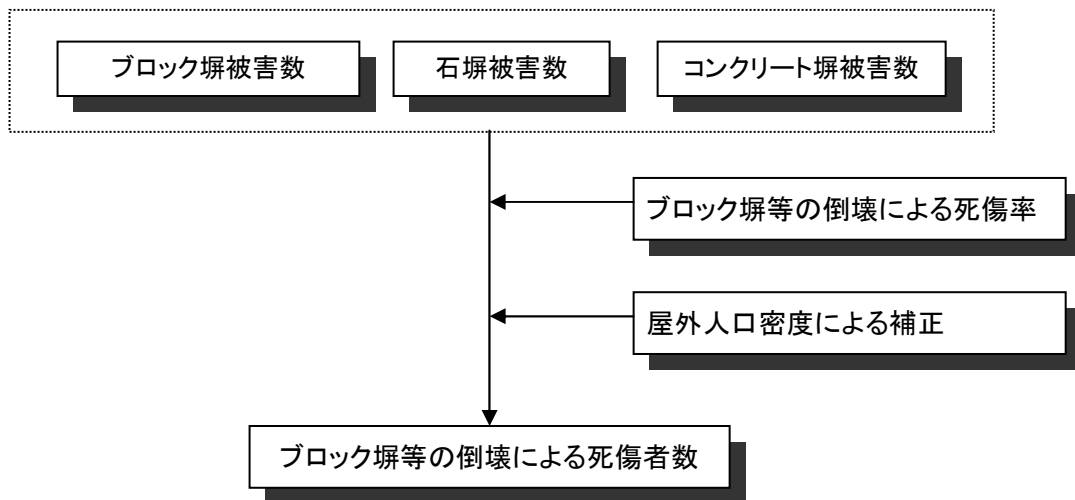 ブロック塀被害数
石塀被害数
コンクリート塀被害数
ブロック塀等の倒壊による死傷率
屋外人口密度による補正
ブロック塀等の倒壊による死傷者数